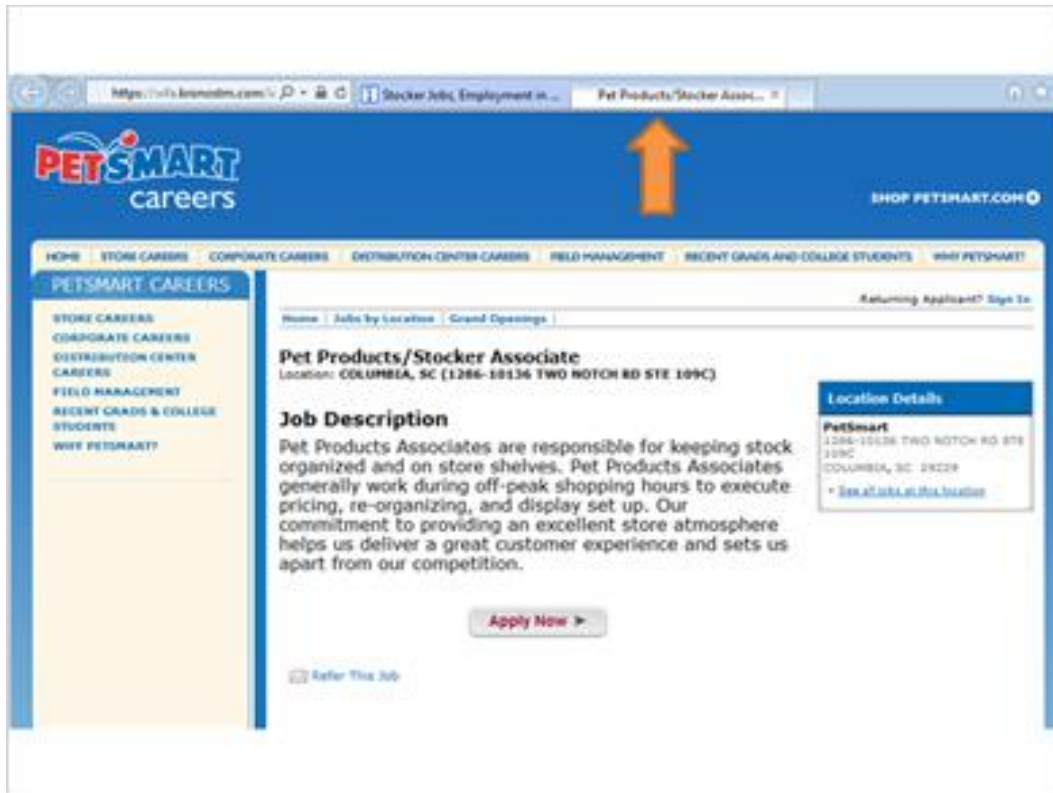 Stocker Jobs, Employment in ...
Pet Products/Stocker Assoc...
PETSMART
careers
SHOP PETSMART.COM
HOME STORE CAREERS CORPORATE CAREERS DISTRIBUTION CENTER CAREERS FIELD MANAGEMENT RECENT GRADS AND COLLEGE STUDENTS WHY PETSMART?
PETSMART CAREERS
STORE CAREERS
CORPORATE CAREERS
DISTRIBUTION CENTER
CAREERS
FIELD MANAGEMENT
RECENT GRADS & COLLEGE
STUDENTS
WHY PETSMART?
Returning Applicant? Sign In
Home | Jobs by Location | Grand Openings |
Pet Products/Stocker Associate
Location: COLUMBIA, SC (1286-10136 TWO NOTCH RD STE 109C)
Job Description
Pet Products Associates are responsible for keeping stock
organized and on store shelves. Pet Products Associates
generally work during off-peak shopping hours to execute
pricing, re-organizing, and display set up. Our
commitment to providing an excellent store atmosphere
helps us deliver a great customer experience and sets us
apart from our competition.
Apply Now
Refer This Job
Location Details
PetSmart
1286-10136 TWO NOTCH RD STE
109C
COLUMBIA, SC 29229
See all jobs at this location